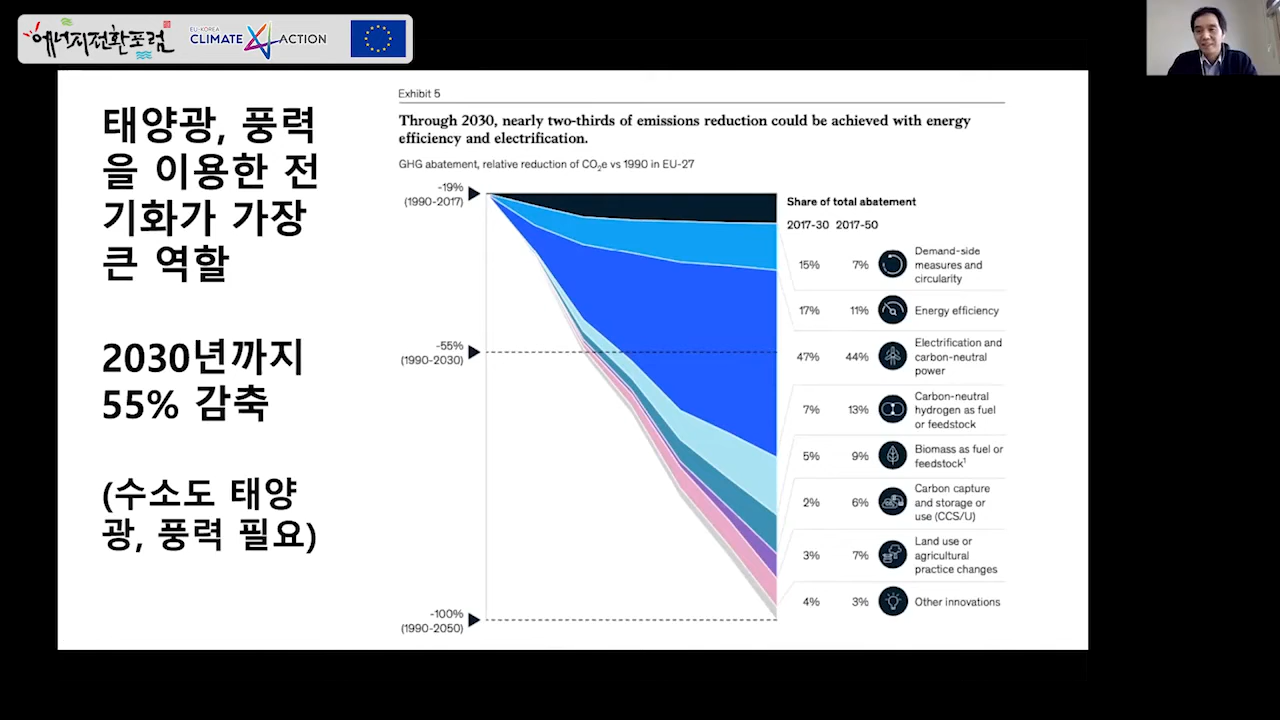 에너지전환포럼
EU-KOREA
CLIMATE ACTION
태양광, 풍력
을 이용한 전
기화가 가장
큰 역할
2030년까지
55% 감축
(수소도 태양
광, 풍력 필요)
Exhibit 5
Through 2030, nearly two-thirds of emissions reduction could be achieved with energy
efficiency and electrification.
GHG abatement, relative reduction of CO₂e vs 1990 in EU-27
-19%
(1990-2017)
-55%
(1990-2030)
-100%
(1990-2050)
Share of total abatement
2017-30 2017-50
15% 7% Demand-side
measures and
circularity
17% 11% Energy efficiency
47% 44% Electrification and
carbon-neutral
power
7% 13% Carbon-neutral
hydrogen as fuel
or feedstock
5% 9% Biomass as fuel or
feedstock¹
2% 6% Carbon capture
and storage or
use (CCS/U)
3% 7% Land use or
agricultural
practice changes
4% 3% Other innovations